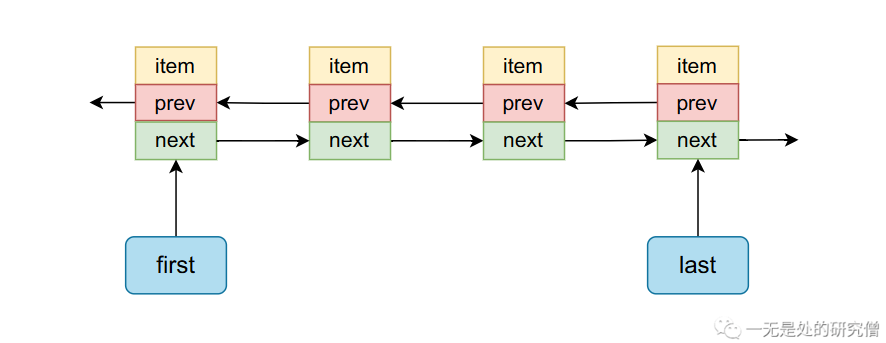 item item item item
prev prev prev prev
next next next next
first last
一无是处的研究僧